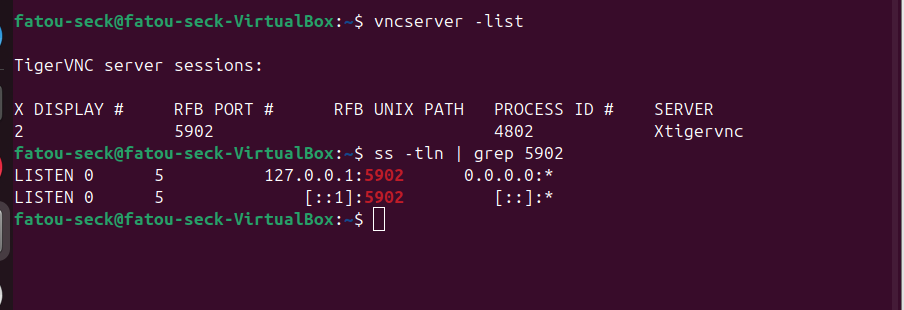 fatou-seck@fatou-seck-VirtualBox:~$ vncserver -list
TigerVNC server sessions:
X DISPLAY # RFB PORT # RFB UNIX PATH PROCESS ID # SERVER
2 5902 4802 Xtigervnc
fatou-seck@fatou-seck-VirtualBox:~$ ss -tln | grep 5902
LISTEN 0 5 127.0.0.1:5902 0.0.0.0:*
LISTEN 0 5 [::1]:5902 [::]:*
fatou-seck@fatou-seck-VirtualBox:~$